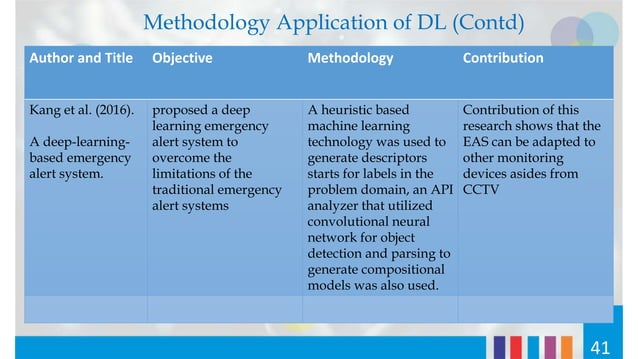 Methodology Application of DL (Contd)
Author and Title
Objective
Methodology
Contribution
Kang et al. (2016).
A deep-learning-
based emergency
alert system.
proposed a deep
learning emergency
alert system to
overcome the
limitations of the
traditional emergency
alert systems
A heuristic based
machine learning
technology was used to
generate descriptors
starts for labels in the
problem domain, an API
analyzer that utilized
convolutional neural
network for object
detection and parsing to
generate compositional
models was also used.
Contribution of this
research shows that the
EAS can be adapted to
other monitoring
devices asides from
CCTV
41